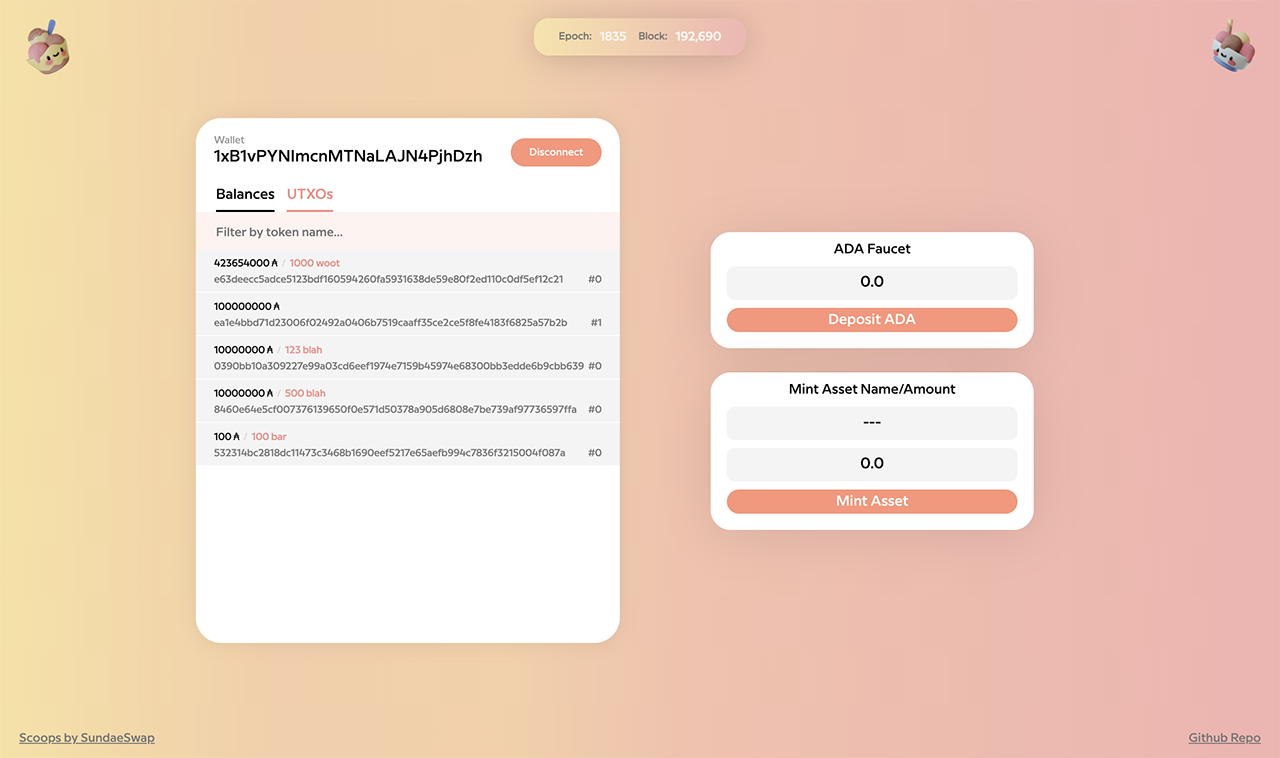 Epoch: 1835 Block: 192,690
Wallet
1xB1vPYNImcnMTNaLAJN4PjhDzh
Disconnect
Balances UTXOs
Filter by token name...
423654000 ₳ / 1000 woot
e63deecc5adce5123bdf160594260fa5931638de59e80f2ed110c0df5ef12c21 #0
100000000 ₳
ea1e4bbd71d23006f02492a0406b7519caaff35ce2ce5f8fe4183f6825a57b2b #1
10000000 ₳ / 123 blah
0390bb10a309227e99a03cd6eef1974e7159b45974e68300bb3edde6b9cbb639 #0
10000000 ₳ / 500 blah
8460e64e5cf007376139650f0e571d50378a905d6808e7be739af97736597ffa #0
100 ₳ / 100 bar
532314bc2818dc11473c3468b1690eef5217e65aefb994c7836f3215004f087a #0
ADA Faucet
0.0
Deposit ADA
Mint Asset Name/Amount
---
0.0
Mint Asset
Scoops by SundaeSwap
Github Repo